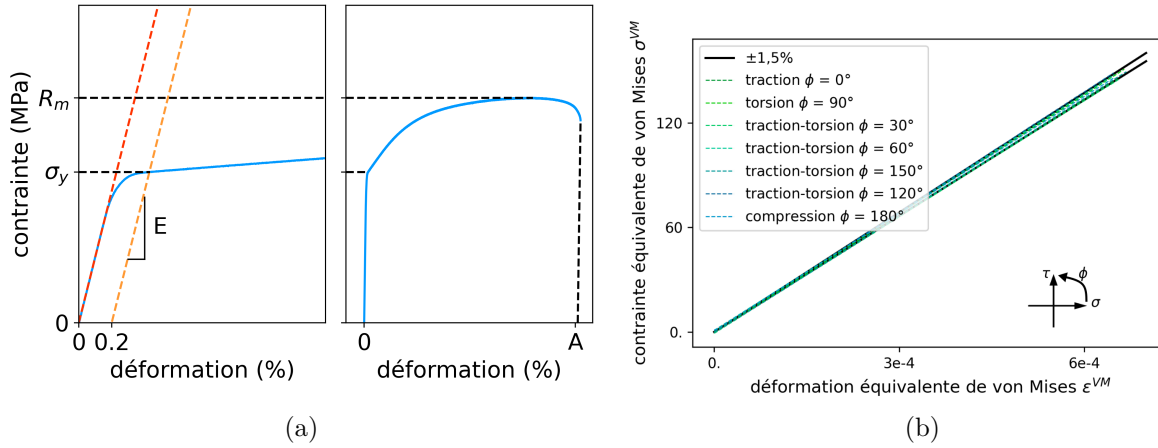 contrainte (MPa)
R_m
σ_y
0
E
0 0.2
déformation (%)
0 A
déformation (%)
(a)
contrainte équivalente de von Mises σ^VM
120
60
0.
±1,5%
traction ϕ = 0°
torsion ϕ = 90°
traction-torsion ϕ = 30°
traction-torsion ϕ = 60°
traction-torsion ϕ = 150°
traction-torsion ϕ = 120°
compression ϕ = 180°
τ ϕ
σ
0. 3e-4 6e-4
déformation équivalente de von Mises ε^VM
(b)